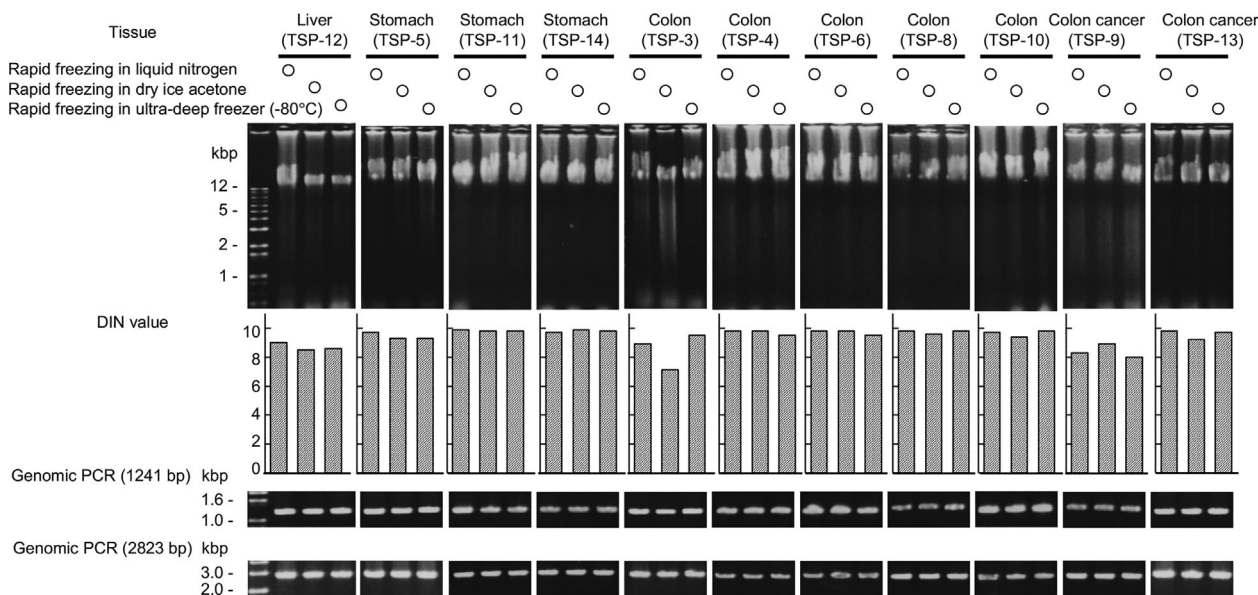 Tissue
Liver (TSP-12)
Stomach (TSP-5)
Stomach (TSP-11)
Stomach (TSP-14)
Colon (TSP-3)
Colon (TSP-4)
Colon (TSP-6)
Colon (TSP-8)
Colon (TSP-10)
Colon cancer (TSP-9)
Colon cancer (TSP-13)
Rapid freezing in liquid nitrogen
Rapid freezing in dry ice acetone
Rapid freezing in ultra-deep freezer (-80°C)
kbp
12 -
5 -
2 -
1 -
DIN value
10
8
6
4
2
0
Genomic PCR (1241 bp) kbp
1.6 -
1.0 -
Genomic PCR (2823 bp) kbp
3.0 -
2.0 -